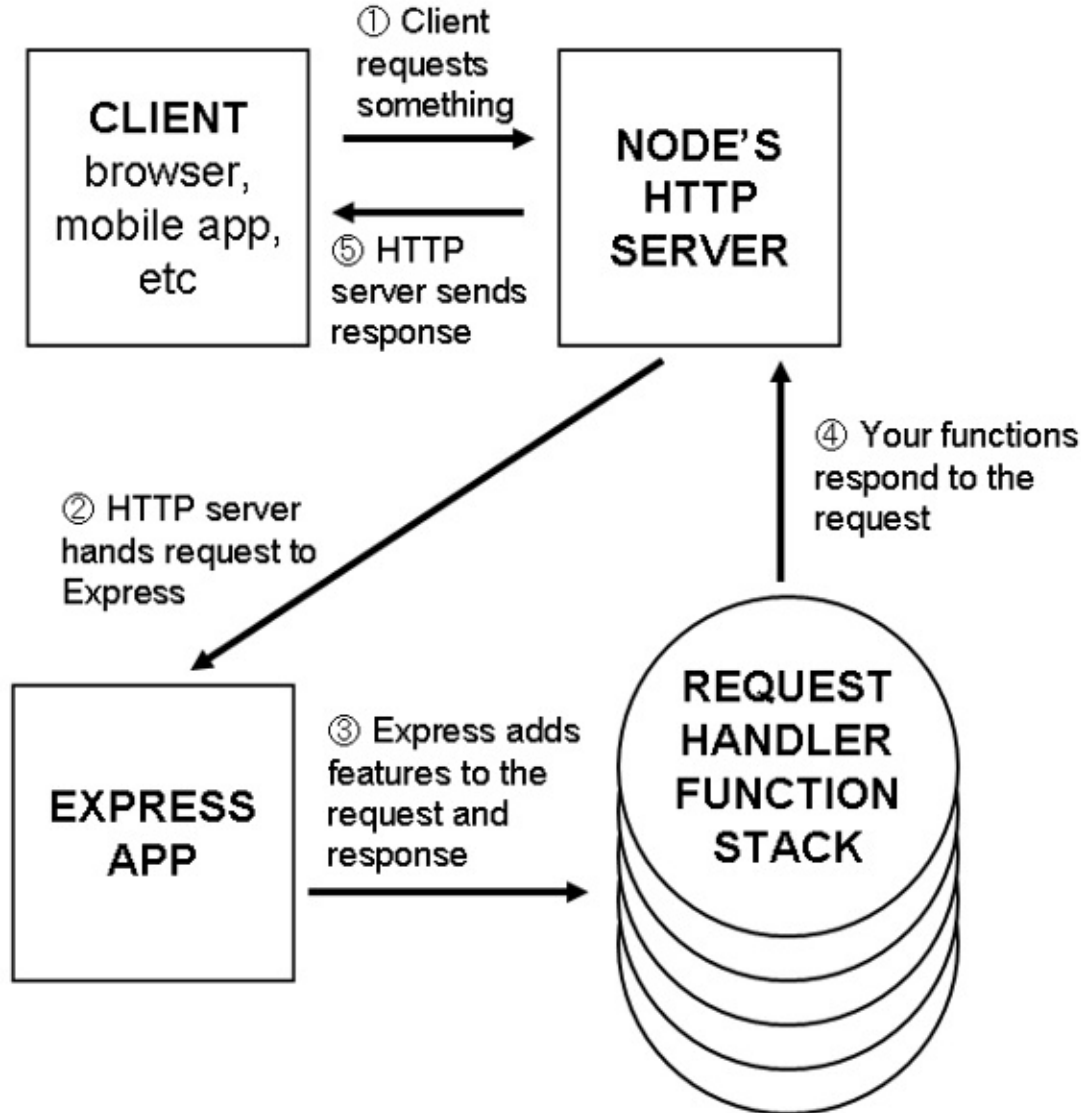 ① Client
requests
something
CLIENT
browser,
mobile app,
etc
NODE'S
HTTP
SERVER
⑤ HTTP
server sends
response
② HTTP server
hands request to
Express
④ Your functions
respond to the
request
EXPRESS
APP
③ Express adds
features to the
request and
response
REQUEST
HANDLER
FUNCTION
STACK